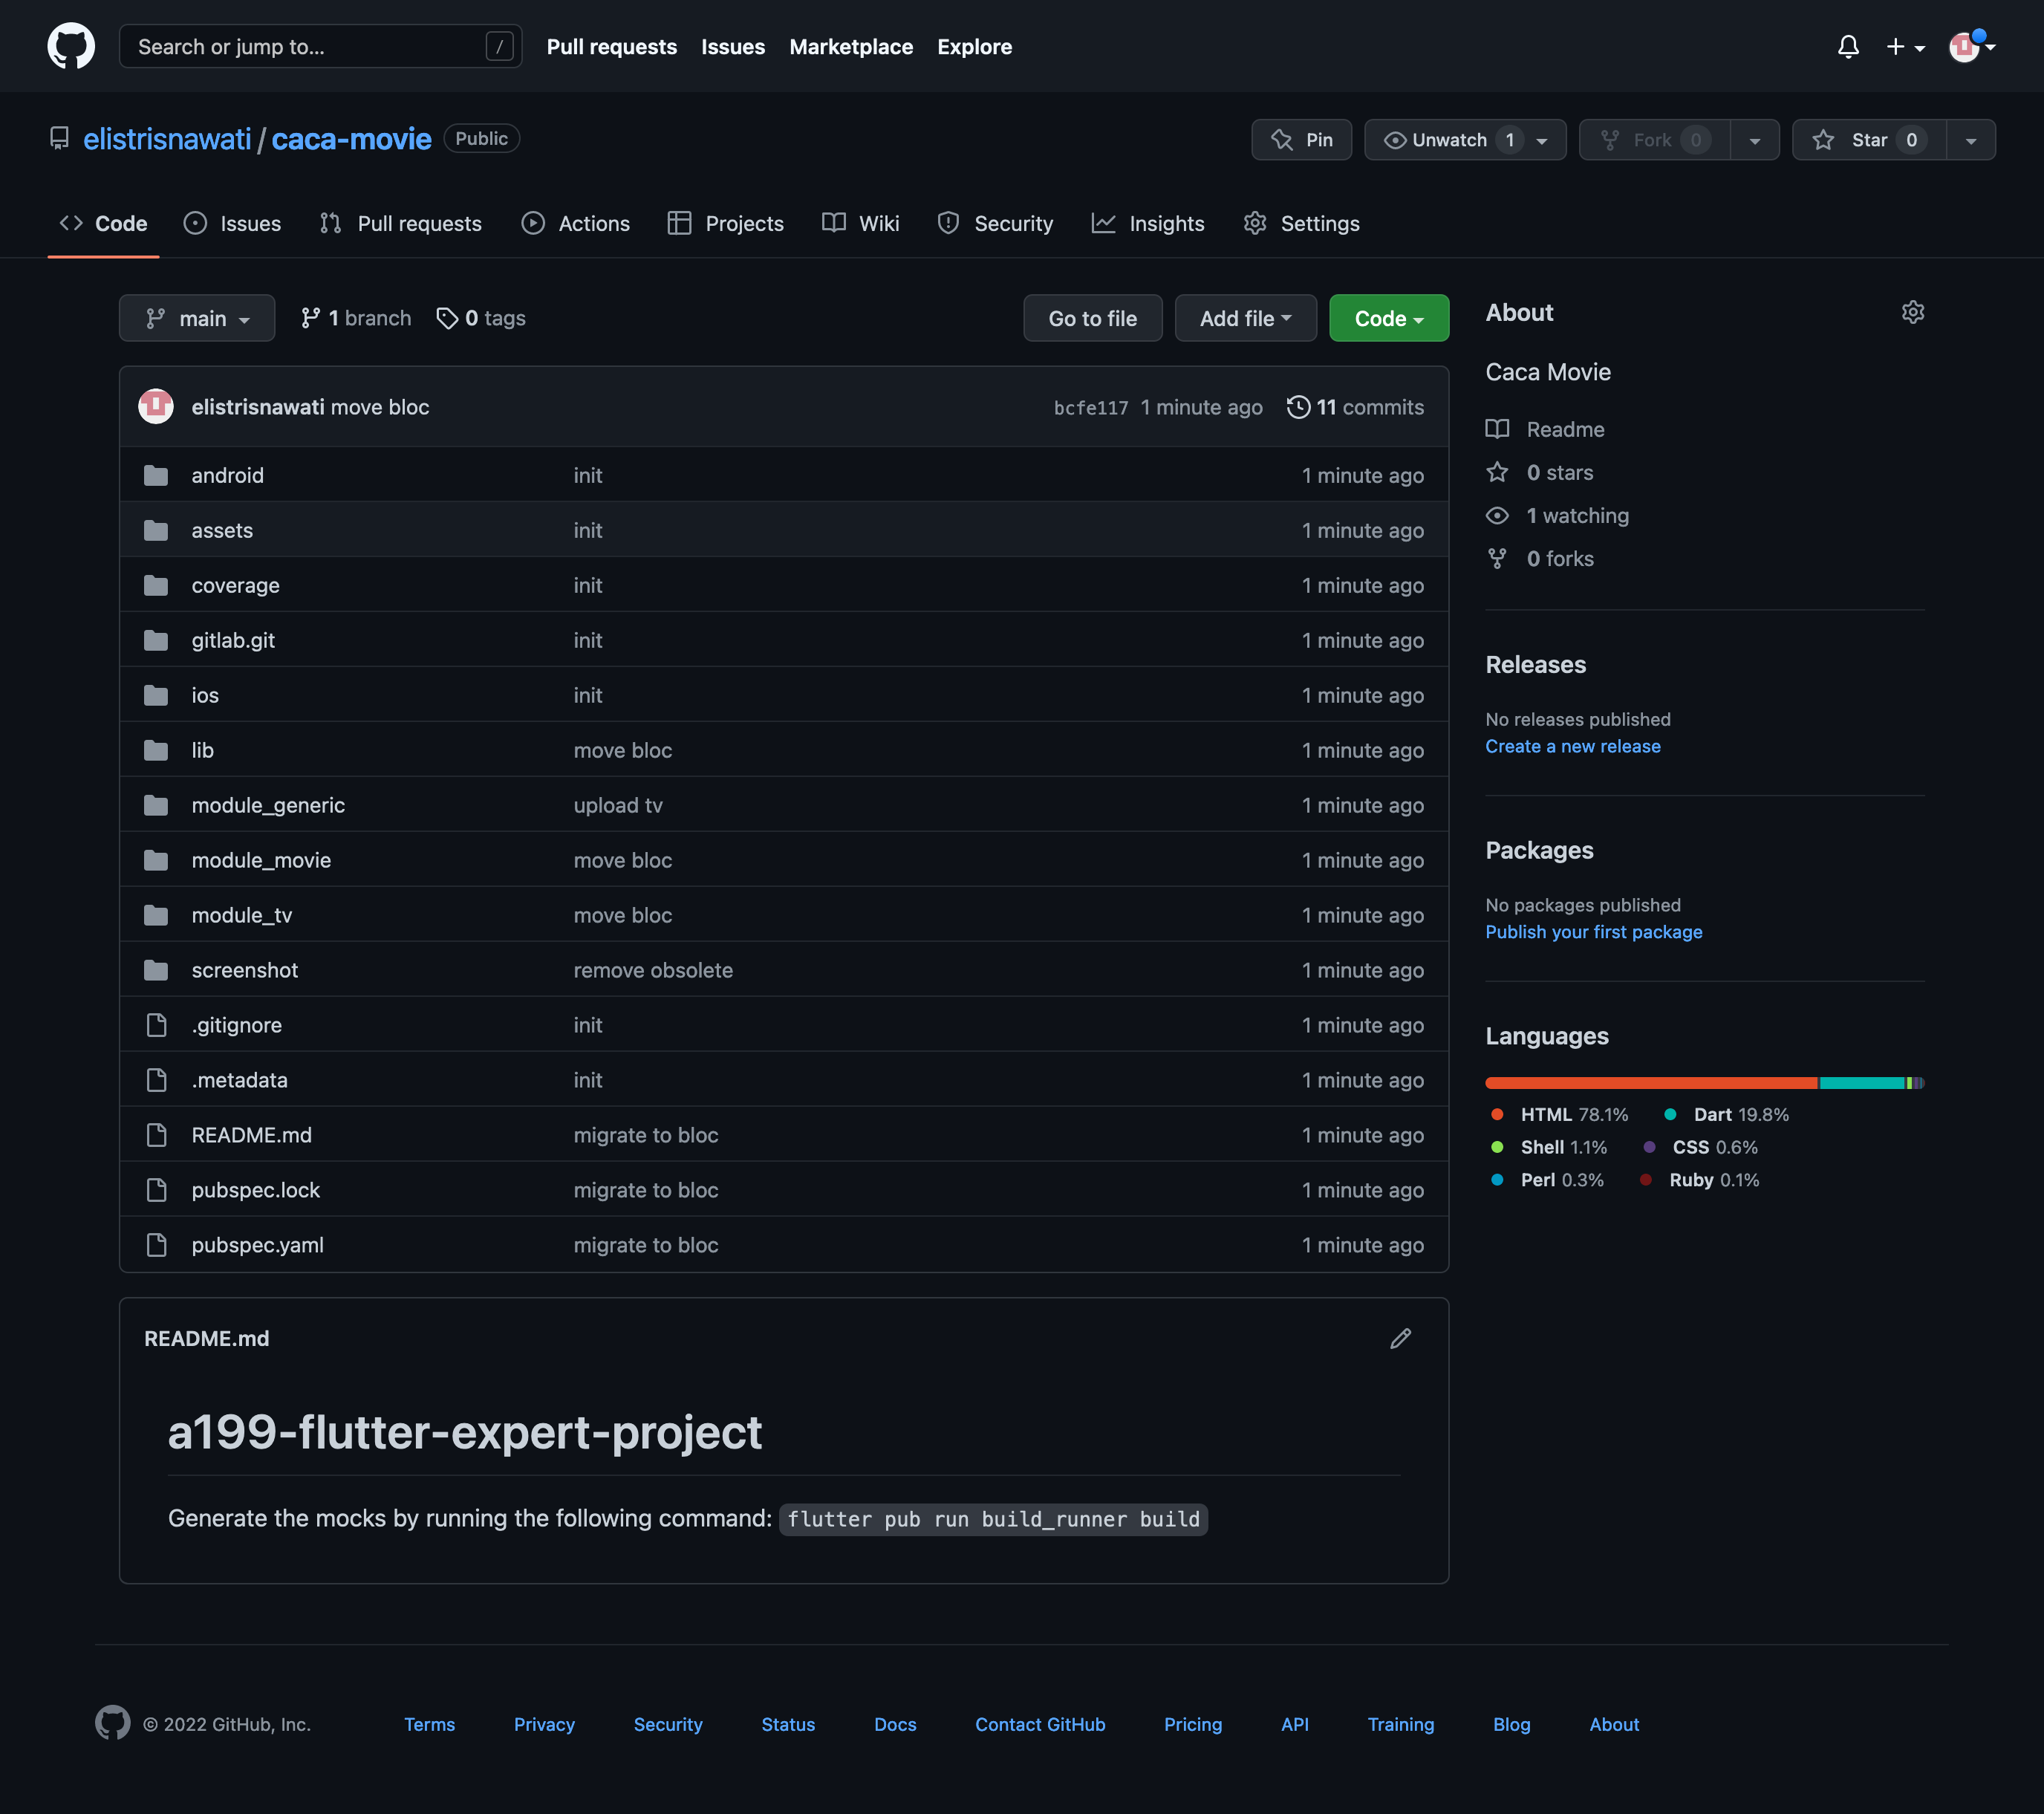 Search or jump to... /
Pull requests Issues Marketplace Explore
elistrisnawati / caca-movie Public
Pin Unwatch 1 Fork 0 Star 0
Code Issues Pull requests Actions Projects Wiki Security Insights Settings
main 1 branch 0 tags Go to file Add file Code
elistrisnawati move bloc bcfe117 1 minute ago 11 commits
android init 1 minute ago
assets init 1 minute ago
coverage init 1 minute ago
gitlab.git init 1 minute ago
ios init 1 minute ago
lib move bloc 1 minute ago
module_generic upload tv 1 minute ago
module_movie move bloc 1 minute ago
module_tv move bloc 1 minute ago
screenshot remove obsolete 1 minute ago
.gitignore init 1 minute ago
.metadata init 1 minute ago
README.md migrate to bloc 1 minute ago
pubspec.lock migrate to bloc 1 minute ago
pubspec.yaml migrate to bloc 1 minute ago
README.md
a199-flutter-expert-project
Generate the mocks by running the following command: flutter pub run build_runner build
About
Caca Movie
Readme
0 stars
1 watching
0 forks
Releases
No releases published
Create a new release
Packages
No packages published
Publish your first package
Languages
HTML 78.1% Dart 19.8%
Shell 1.1% CSS 0.6%
Perl 0.3% Ruby 0.1%
© 2022 GitHub, Inc. Terms Privacy Security Status Docs Contact GitHub Pricing API Training Blog About